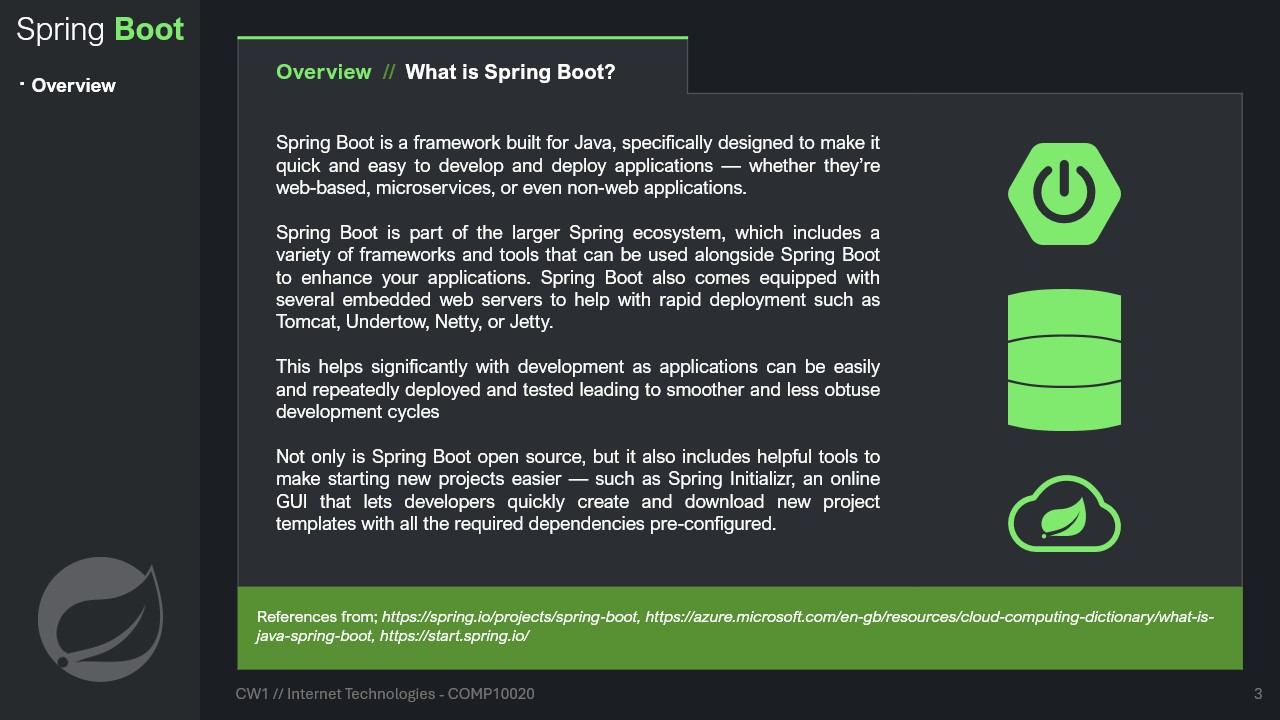 Spring Boot
· Overview
Overview // What is Spring Boot?
Spring Boot is a framework built for Java, specifically designed to make it
quick and easy to develop and deploy applications — whether they’re
web-based, microservices, or even non-web applications.
Spring Boot is part of the larger Spring ecosystem, which includes a
variety of frameworks and tools that can be used alongside Spring Boot
to enhance your applications. Spring Boot also comes equipped with
several embedded web servers to help with rapid deployment such as
Tomcat, Undertow, Netty, or Jetty.
This helps significantly with development as applications can be easily
and repeatedly deployed and tested leading to smoother and less obtuse
development cycles
Not only is Spring Boot open source, but it also includes helpful tools to
make starting new projects easier — such as Spring Initializr, an online
GUI that lets developers quickly create and download new project
templates with all the required dependencies pre-configured.
References from; https://spring.io/projects/spring-boot, https://azure.microsoft.com/en-gb/resources/cloud-computing-dictionary/what-is-
java-spring-boot, https://start.spring.io/
CW1 // Internet Technologies - COMP10020
3